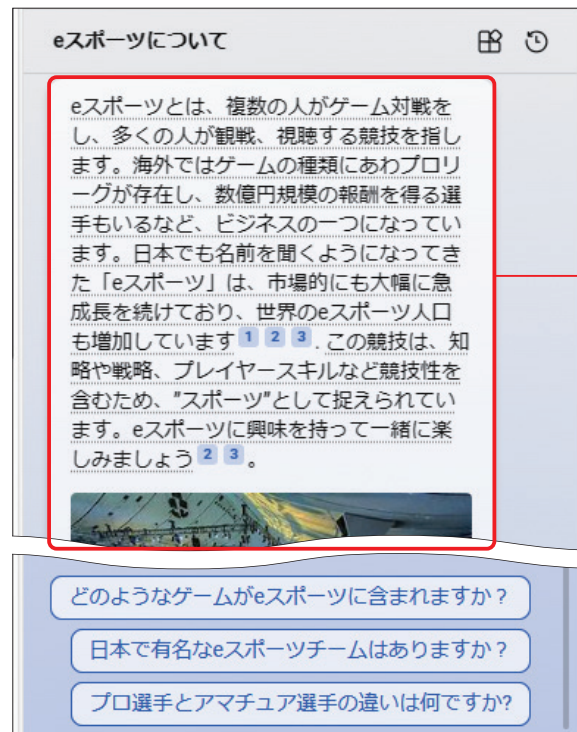 eスポーツについて
eスポーツとは、複数の人がゲーム対戦を
し、多くの人が観戦、視聴する競技を指し
ます。海外ではゲームの種類にあわプロリ
ーグが存在し、数億円規模の報酬を得る選
手もいるなど、ビジネスの一つになってい
ます。日本でも名前を聞くようになってき
た「eスポーツ」は、市場的にも大幅に急
成長を続けており、世界のeスポーツ人口
も増加しています 1 2 3 . この競技は、知
略や戦略、プレイヤースキルなど競技性を
含むため、"スポーツ"として捉えられてい
ます。eスポーツに興味を持って一緒に楽
しみましょう 2 3 。
どのようなゲームがeスポーツに含まれますか？
日本で有名なeスポーツチームはありますか？
プロ選手とアマチュア選手の違いは何ですか?